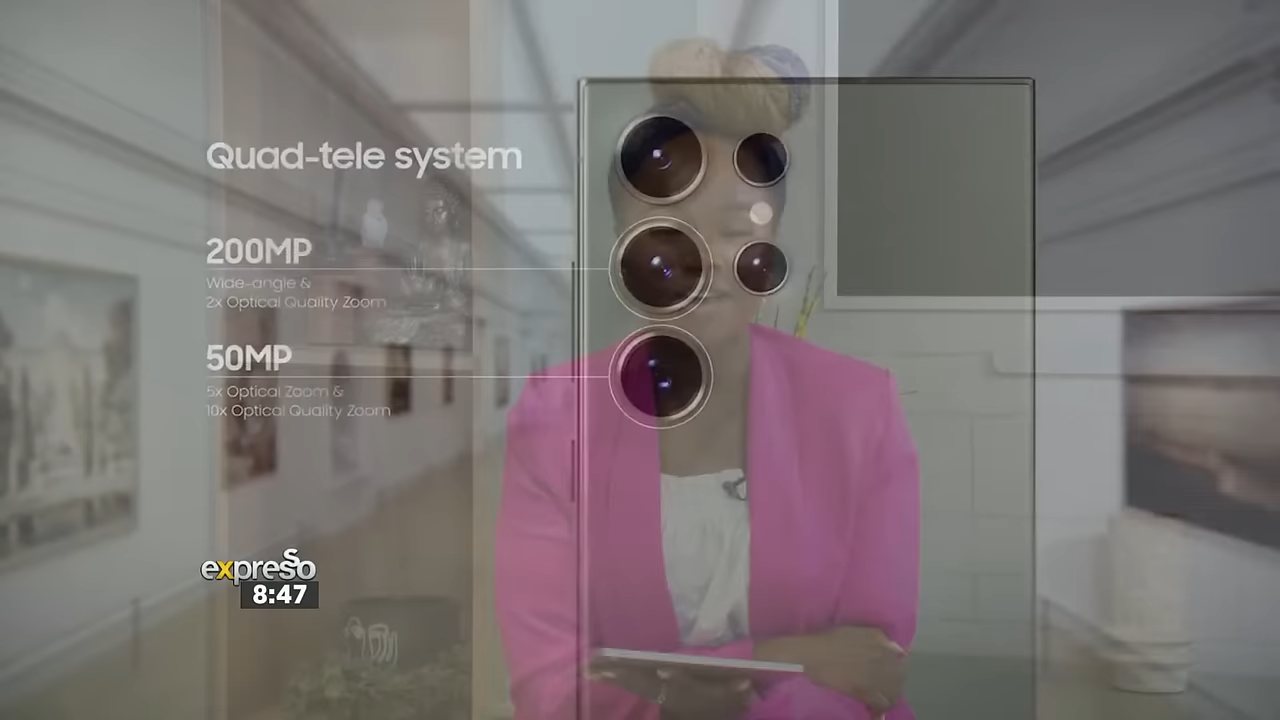 Quad-tele system
200MP
Wide-angle &
2x Optical Quality Zoom
50MP
5x Optical Zoom &
10x Optical Quality Zoom
expresso
8:47